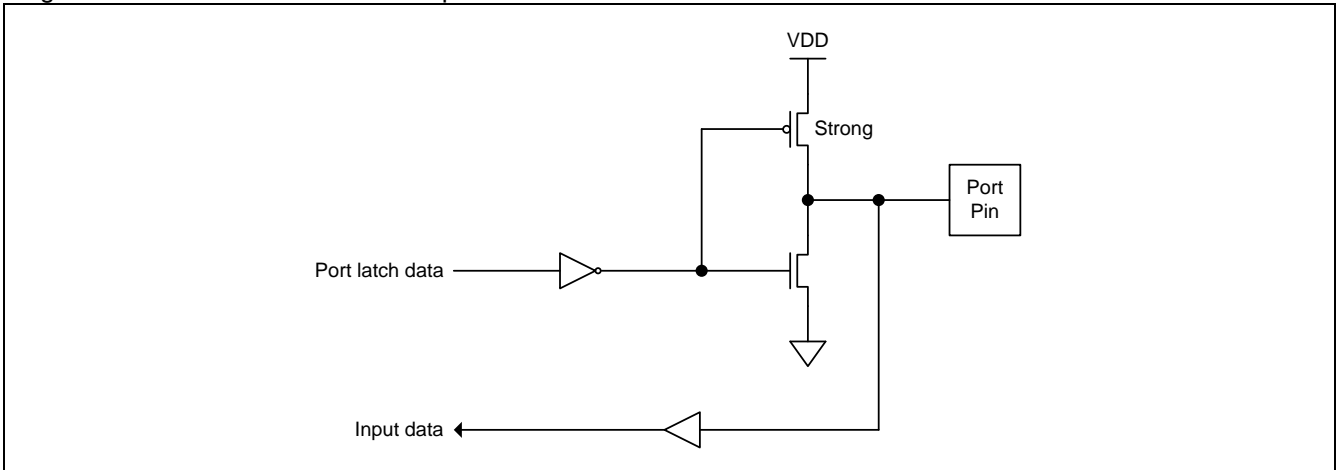 VDD
Strong
Port
Pin
Port latch data
Input data